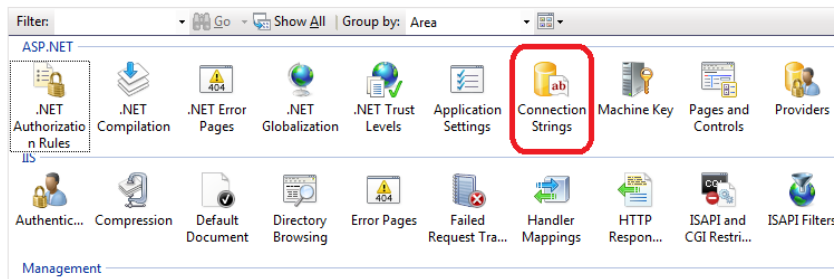 Filter: Go Show All Group by: Area
ASP.NET
.NET Authorizatio n Rules
.NET Compilation
404
.NET Error Pages
.NET Globalization
.NET Trust Levels
Application Settings
ab
Connection Strings
Machine Key
Pages and Controls
Providers
IIS
Authentic...
Compression
Default Document
Directory Browsing
404
Error Pages
Failed Request Tra...
Handler Mappings
HTTP Respon...
CGI
ISAPI and CGI Restri...
ISAPI Filters
Management